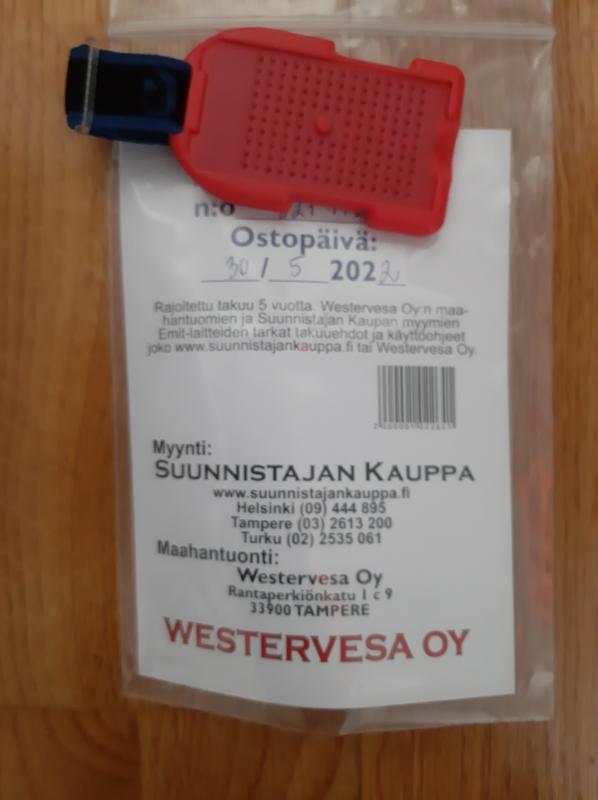 n:o
Ostopäivä:
30 / 5 2022
Rajoitettu takuu 5 vuotta. Westervesa Oy:n maa-
hantuomien ja Suunnistajan Kaupan myymien
Emit-laitteiden tarkat takuuehdot ja käyttöohjeet
joko www.suunnistajankauppa.fi tai Westervesa Oy.
Myynti:
SUUNNISTAJAN KAUPPA
www.suunnistajankauppa.fi
Helsinki (09) 444 895
Tampere (03) 2613 200
Turku (02) 2535 061
Maahantuonti:
Westervesa Oy
Rantaperkiönkatu 1 c 9
33900 TAMPERE
WESTERVESA OY